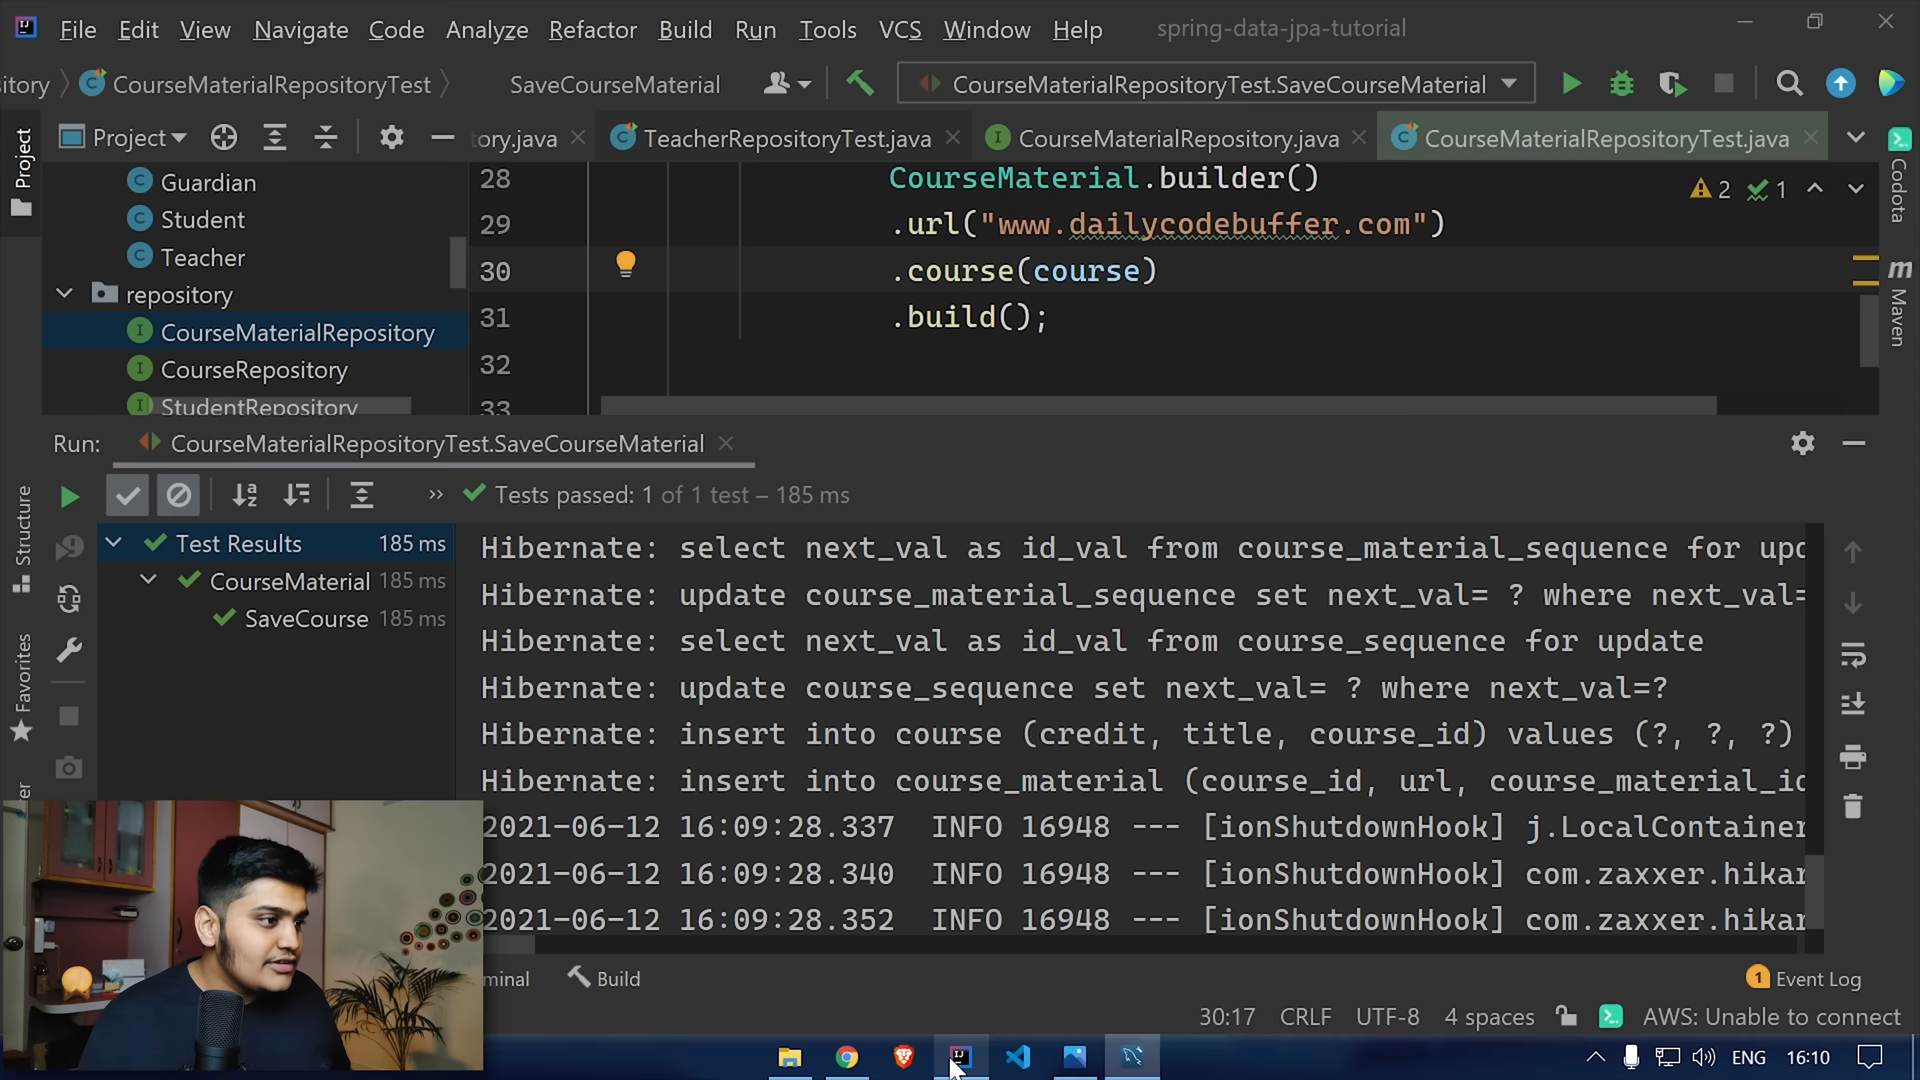 File Edit View Navigate Code Analyze Refactor Build Run Tools VCS Window Help spring-data-jpa-tutorial
itory CourseMaterialRepositoryTest SaveCourseMaterial CourseMaterialRepositoryTest.SaveCourseMaterial
Project tory.java TeacherRepositoryTest.java CourseMaterialRepository.java CourseMaterialRepositoryTest.java
Project
Codota
Maven
Guardian
Student
Teacher
repository
CourseMaterialRepository
CourseRepository
StudentRepository
28 CourseMaterial.builder()
29 .url("www.dailycodebuffer.com")
30 .course(course)
31 .build();
32
33
2 1
Run: CourseMaterialRepositoryTest.SaveCourseMaterial
Tests passed: 1 of 1 test – 185 ms
Structure
Favorites
Test Results 185 ms
CourseMaterial 185 ms
SaveCourse 185 ms
Hibernate: select next_val as id_val from course_material_sequence for upd
Hibernate: update course_material_sequence set next_val= ? where next_val=
Hibernate: select next_val as id_val from course_sequence for update
Hibernate: update course_sequence set next_val= ? where next_val=?
Hibernate: insert into course (credit, title, course_id) values (?, ?, ?)
Hibernate: insert into course_material (course_id, url, course_material_id
2021-06-12 16:09:28.337 INFO 16948 --- [ionShutdownHook] j.LocalContainer
2021-06-12 16:09:28.340 INFO 16948 --- [ionShutdownHook] com.zaxxer.hikar
2021-06-12 16:09:28.352 INFO 16948 --- [ionShutdownHook] com.zaxxer.hikar
minal Build 1 Event Log
30:17 CRLF UTF-8 4 spaces AWS: Unable to connect
ENG 16:10